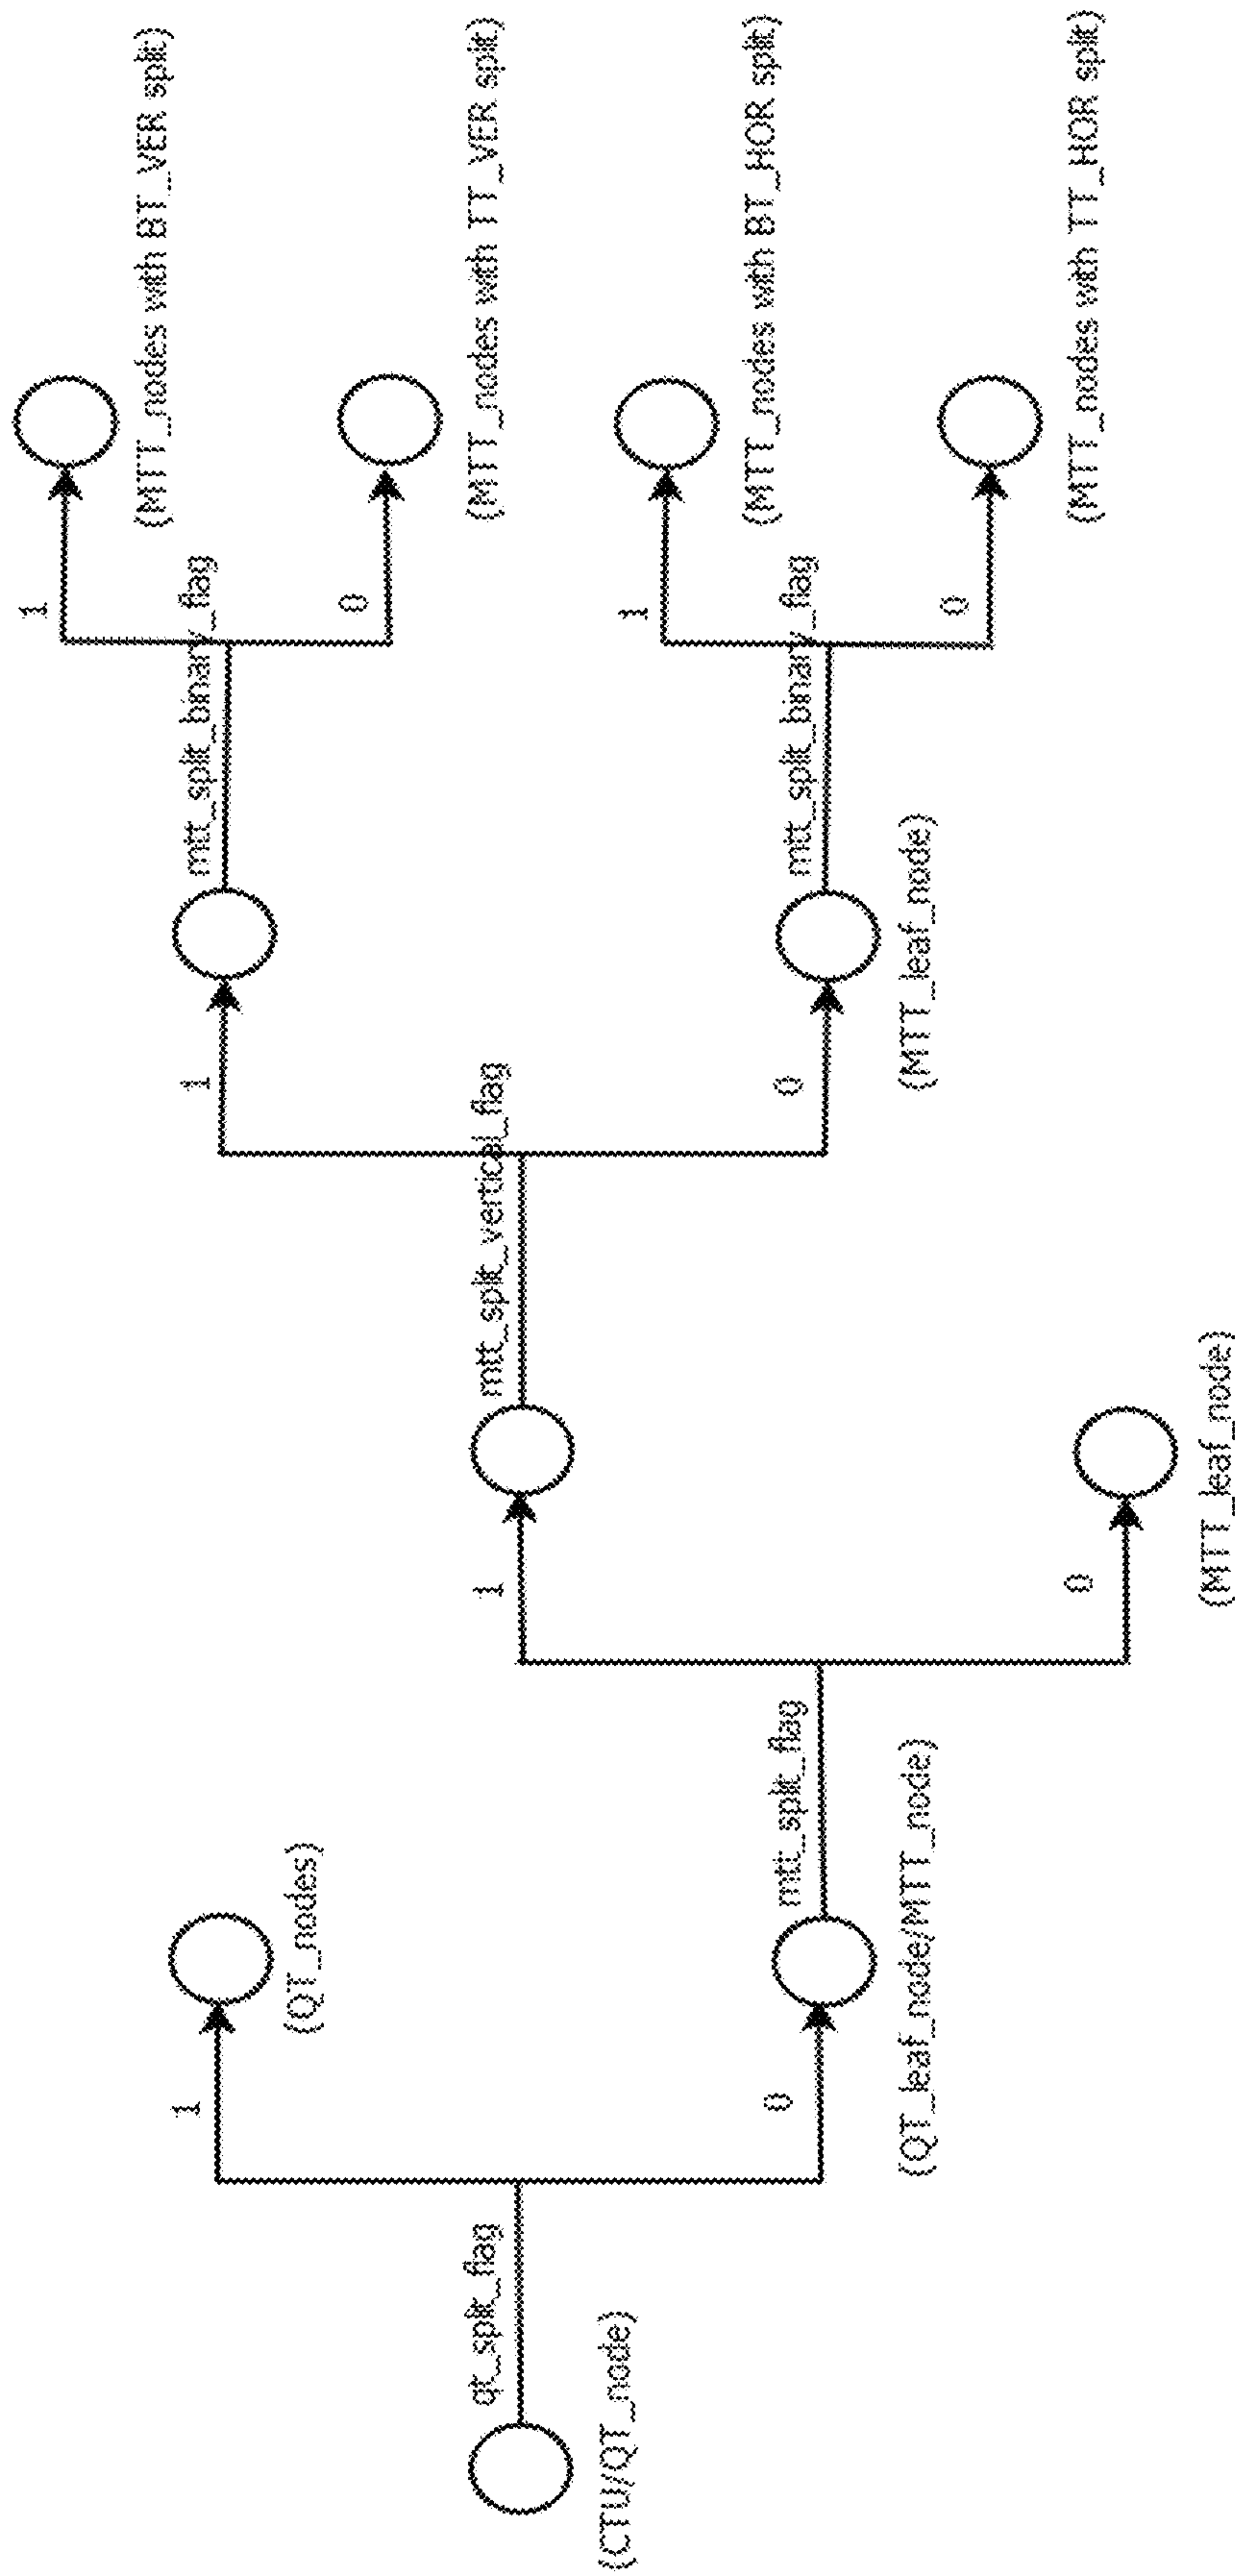 qt_split_flag
(CTU/QT_node)
1
(QT_nodes)
0
(QT_leaf_node/MTT_node)
mtt_split_flag
1
0
(MTT_leaf_node)
mtt_split_vertical_flag
1
0
(MTT_leaf_node)
mtt_split_binary_flag
1
(MTT_nodes with BT_VER split)
0
(MTT_nodes with TT_VER split)
mtt_split_binary_flag
1
(MTT_nodes with BT_HOR split)
0
(MTT_nodes with TT_HOR split)